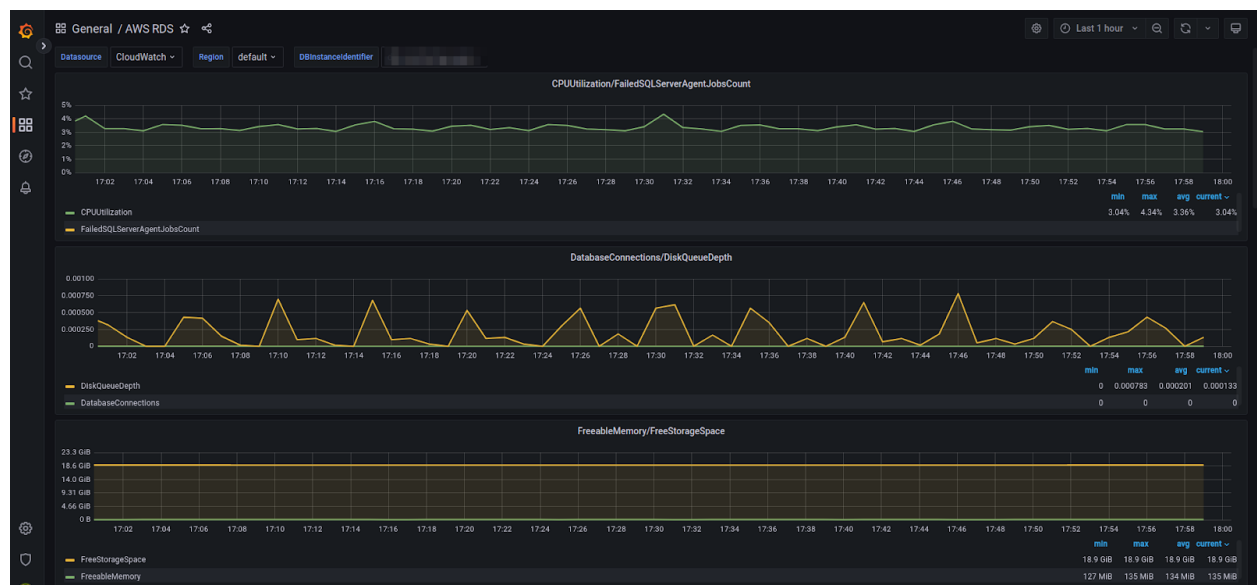 General / AWS RDS
Last 1 hour
Datasource CloudWatch Region default DBInstanceIdentifier
CPUUtilization/FailedSQLServerAgentJobsCount
5%
4%
3%
2%
1%
0%
17:02 17:04 17:06 17:08 17:10 17:12 17:14 17:16 17:18 17:20 17:22 17:24 17:26 17:28 17:30 17:32 17:34 17:36 17:38 17:40 17:42 17:44 17:46 17:48 17:50 17:52 17:54 17:56 17:58 18:00
min max avg current
CPUUtilization 3.04% 4.34% 3.36% 3.04%
FailedSQLServerAgentJobsCount
DatabaseConnections/DiskQueueDepth
0.00100
0.000750
0.000500
0.000250
0
17:02 17:04 17:06 17:08 17:10 17:12 17:14 17:16 17:18 17:20 17:22 17:24 17:26 17:28 17:30 17:32 17:34 17:36 17:38 17:40 17:42 17:44 17:46 17:48 17:50 17:52 17:54 17:56 17:58 18:00
min max avg current
DiskQueueDepth 0 0.000783 0.000201 0.000133
DatabaseConnections 0 0 0 0
FreeableMemory/FreeStorageSpace
23.3 GiB
18.6 GiB
14.0 GiB
9.31 GiB
4.66 GiB
0 B
17:02 17:04 17:06 17:08 17:10 17:12 17:14 17:16 17:18 17:20 17:22 17:24 17:26 17:28 17:30 17:32 17:34 17:36 17:38 17:40 17:42 17:44 17:46 17:48 17:50 17:52 17:54 17:56 17:58 18:00
min max avg current
FreeStorageSpace 18.9 GiB 18.9 GiB 18.9 GiB 18.9 GiB
FreeableMemory 127 MiB 135 MiB 134 MiB 135 MiB